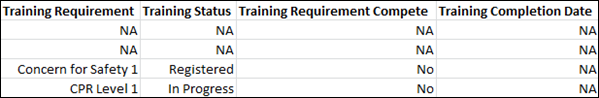 Training Requirement Training Status Training Requirement Compete Training Completion Date
NA NA NA NA
NA NA NA NA
Concern for Safety 1 Registered No NA
CPR Level 1 In Progress No NA